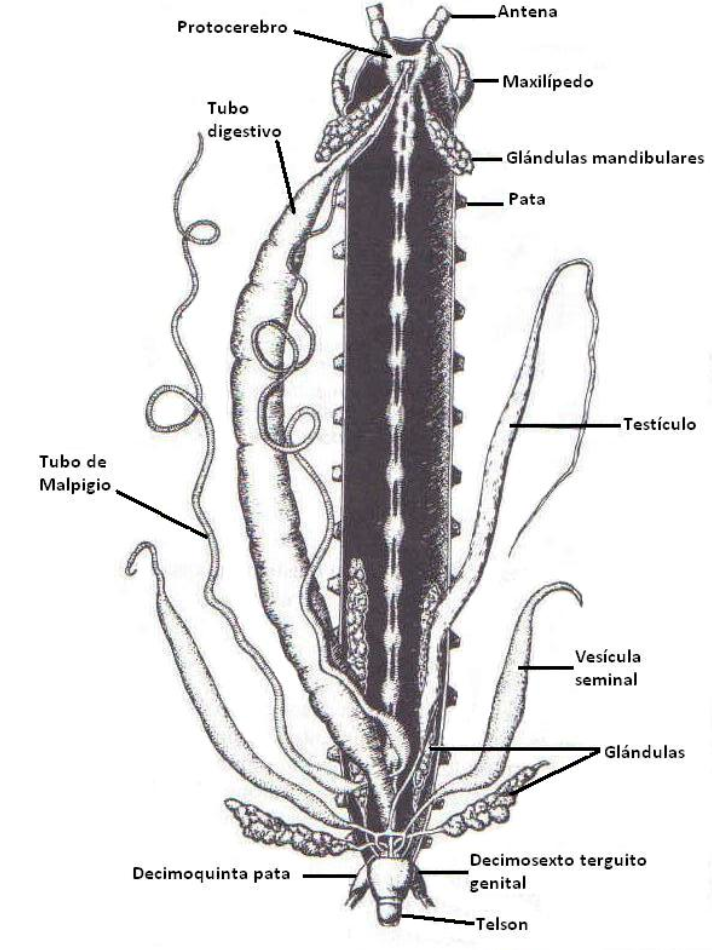 Antena
Protocerebro
Maxilípedo
Tubo
digestivo
Glándulas mandibulares
Pata
Testículo
Tubo de
Malpigio
Vesícula
seminal
Glándulas
Decimoquinta pata
Decimosexto terguito
genital
Telson